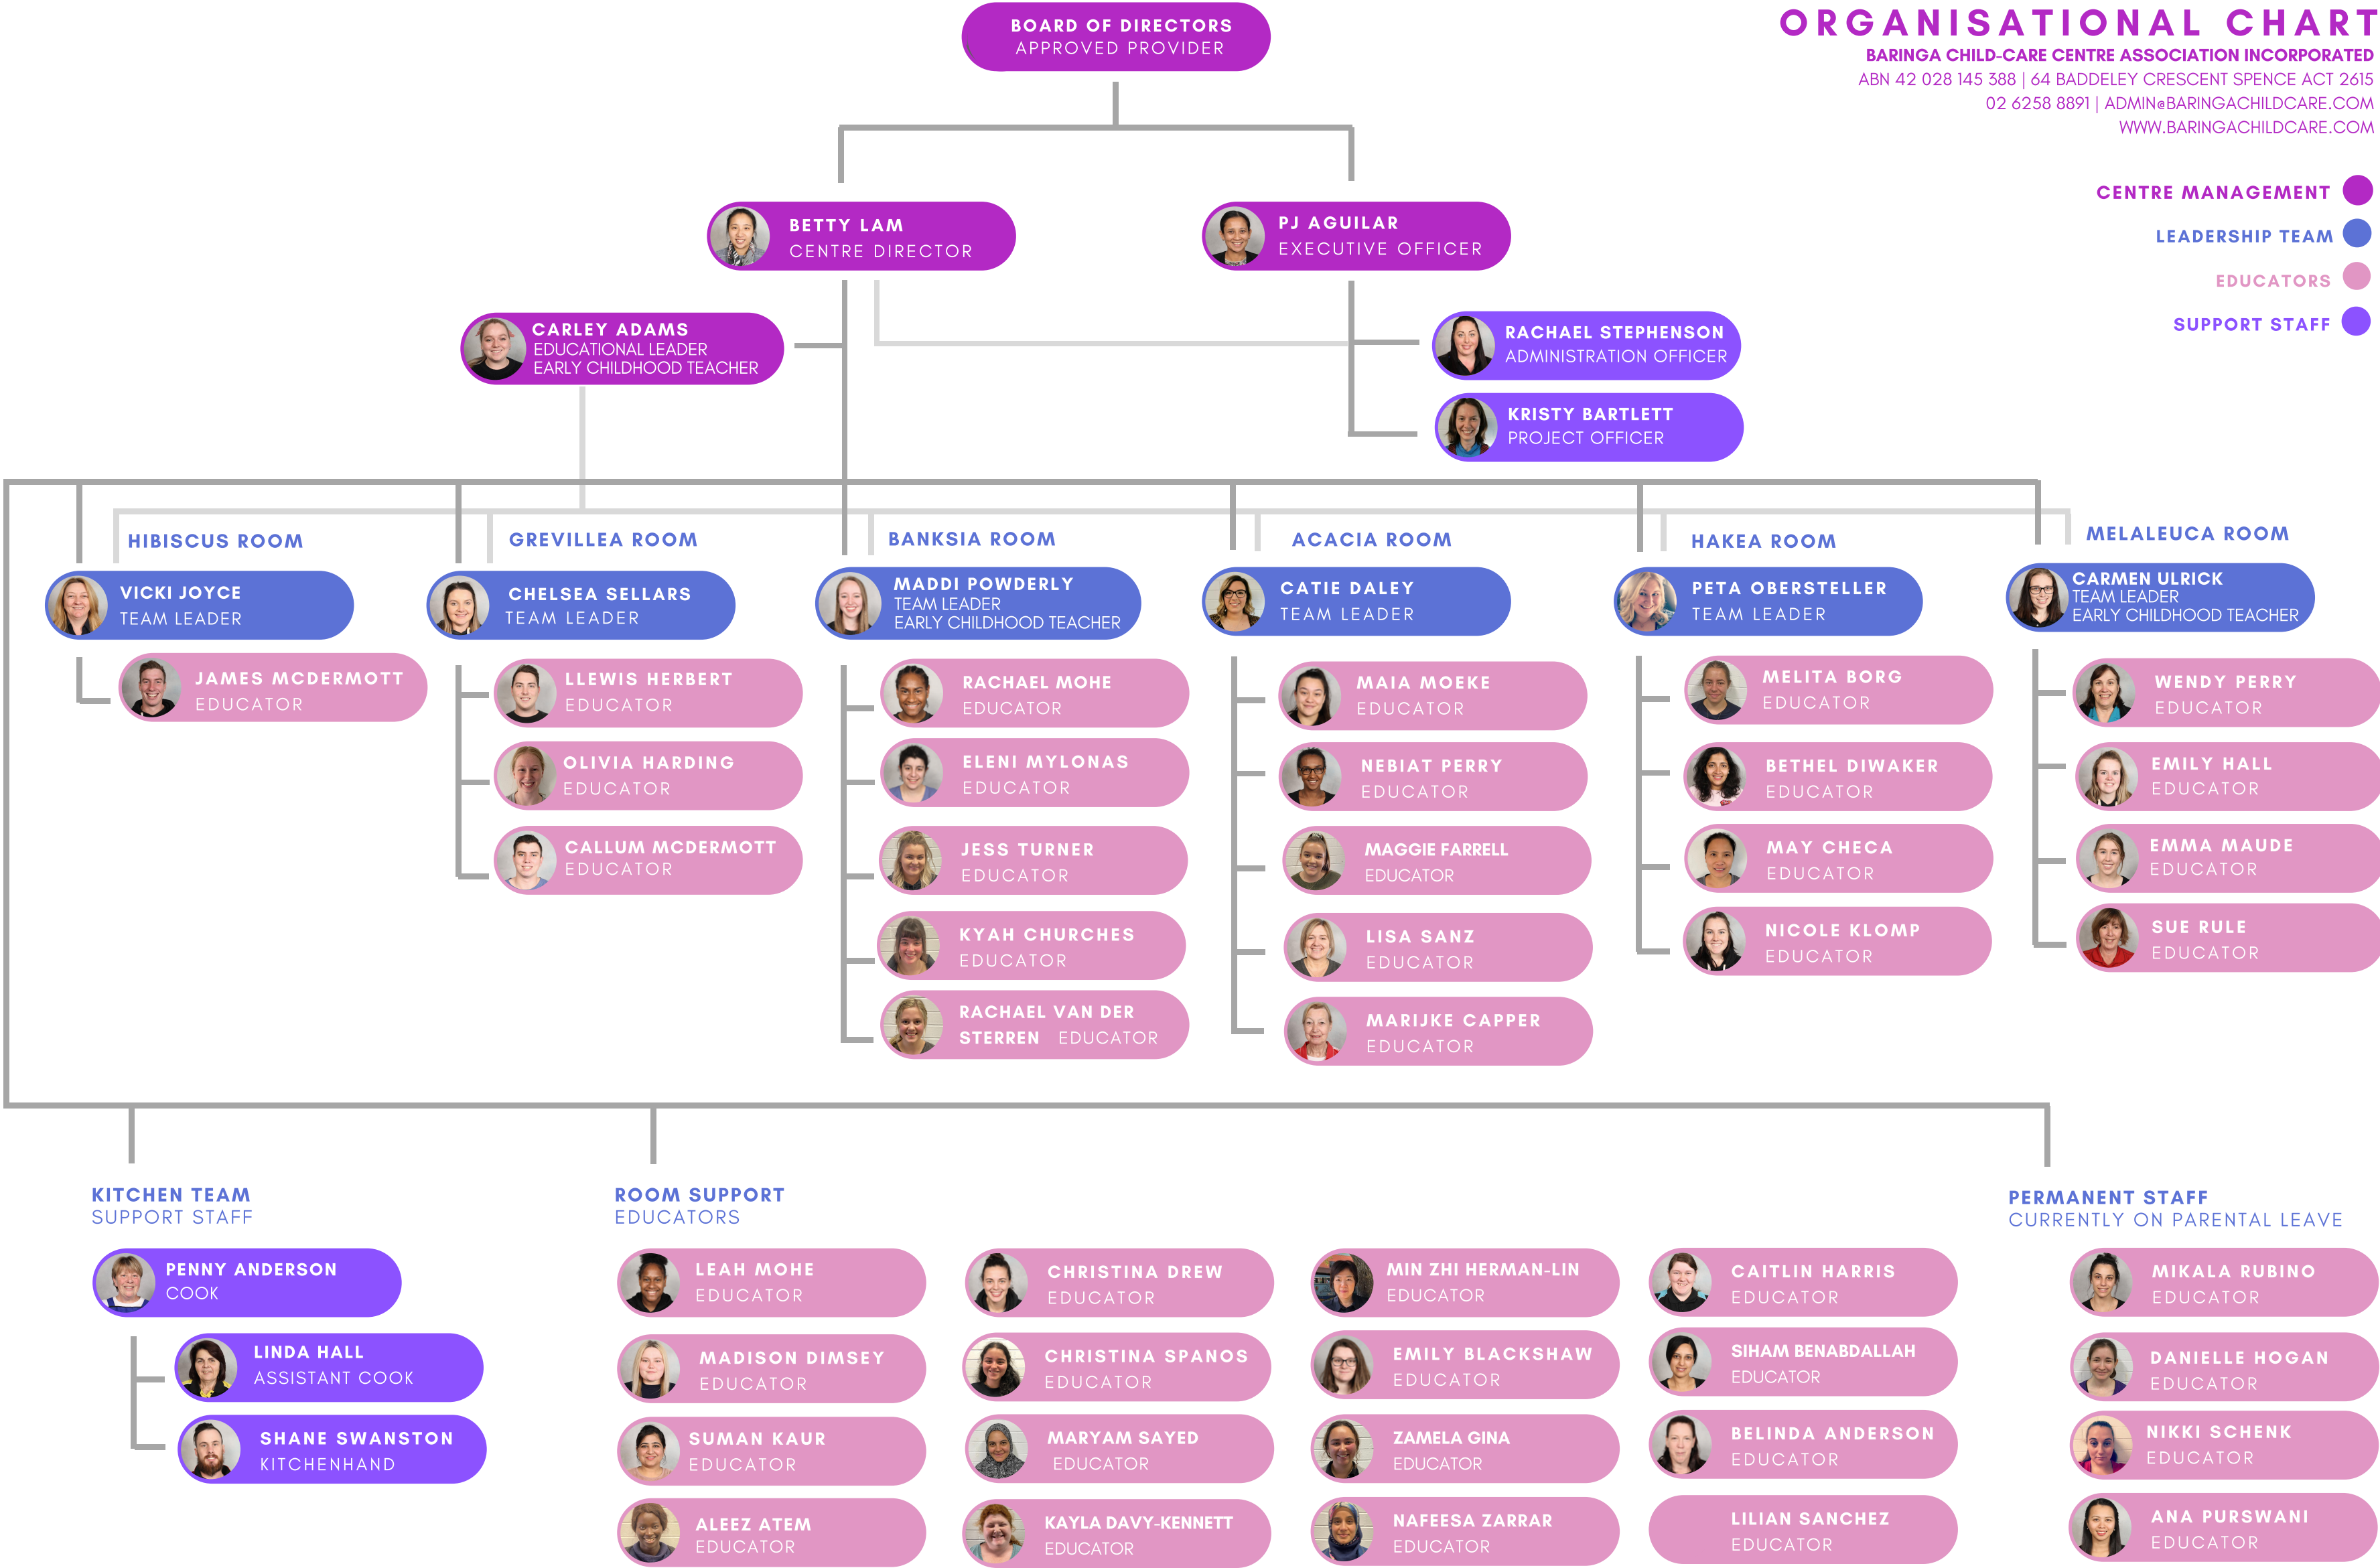 BOARD OF DIRECTORS
APPROVED PROVIDER
ORGANISATIONAL CHART
BARINGA CHILD-CARE CENTRE ASSOCIATION INCORPORATED
ABN 42 028 145 388 | 64 BADDELEY CRESCENT SPENCE ACT 2615
02 6258 8891 | ADMIN@BARINGACHILDCARE.COM
WWW.BARINGACHILDCARE.COM
CENTRE MANAGEMENT
LEADERSHIP TEAM
EDUCATORS
SUPPORT STAFF
BETTY LAM
CENTRE DIRECTOR
PJ AGUILAR
EXECUTIVE OFFICER
CARLEY ADAMS
EDUCATIONAL LEADER
EARLY CHILDHOOD TEACHER
RACHAEL STEPHENSON
ADMINISTRATION OFFICER
KRISTY BARTLETT
PROJECT OFFICER
HIBISCUS ROOM
VICKI JOYCE
TEAM LEADER
JAMES MCDERMOTT
EDUCATOR
GREVILLEA ROOM
CHELSEA SELLARS
TEAM LEADER
LLEWIS HERBERT
EDUCATOR
OLIVIA HARDING
EDUCATOR
CALLUM MCDERMOTT
EDUCATOR
BANKSIA ROOM
MADDI POWDERLY
TEAM LEADER
EARLY CHILDHOOD TEACHER
RACHAEL MOHE
EDUCATOR
ELENI MYLONAS
EDUCATOR
JESS TURNER
EDUCATOR
KYAH CHURCHES
EDUCATOR
RACHAEL VAN DER
STERREN EDUCATOR
ACACIA ROOM
CATIE DALEY
TEAM LEADER
MAIA MOEKE
EDUCATOR
NEBIAT PERRY
EDUCATOR
MAGGIE FARRELL
EDUCATOR
LISA SANZ
EDUCATOR
MARIJKE CAPPER
EDUCATOR
HAKEA ROOM
PETA OBERSTELLER
TEAM LEADER
MELITA BORG
EDUCATOR
BETHEL DIWAKER
EDUCATOR
MAY CHECA
EDUCATOR
NICOLE KLOMP
EDUCATOR
MELALEUCA ROOM
CARMEN ULRICK
TEAM LEADER
EARLY CHILDHOOD TEACHER
WENDY PERRY
EDUCATOR
EMILY HALL
EDUCATOR
EMMA MAUDE
EDUCATOR
SUE RULE
EDUCATOR
KITCHEN TEAM
SUPPORT STAFF
PENNY ANDERSON
COOK
LINDA HALL
ASSISTANT COOK
SHANE SWANSTON
KITCHENHAND
ROOM SUPPORT
EDUCATORS
LEAH MOHE
EDUCATOR
MADISON DIMSEY
EDUCATOR
SUMAN KAUR
EDUCATOR
ALEEZ ATEM
EDUCATOR
CHRISTINA DREW
EDUCATOR
CHRISTINA SPANOS
EDUCATOR
MARYAM SAYED
EDUCATOR
KAYLA DAVY-KENNETT
EDUCATOR
MIN ZHI HERMAN-LIN
EDUCATOR
EMILY BLACKSHAW
EDUCATOR
ZAMELA GINA
EDUCATOR
NAFEESA ZARRAR
EDUCATOR
CAITLIN HARRIS
EDUCATOR
SIHAM BENABDALLAH
EDUCATOR
BELINDA ANDERSON
EDUCATOR
LILIAN SANCHEZ
EDUCATOR
PERMANENT STAFF
CURRENTLY ON PARENTAL LEAVE
MIKALA RUBINO
EDUCATOR
DANIELLE HOGAN
EDUCATOR
NIKKI SCHENK
EDUCATOR
ANA PURSWANI
EDUCATOR